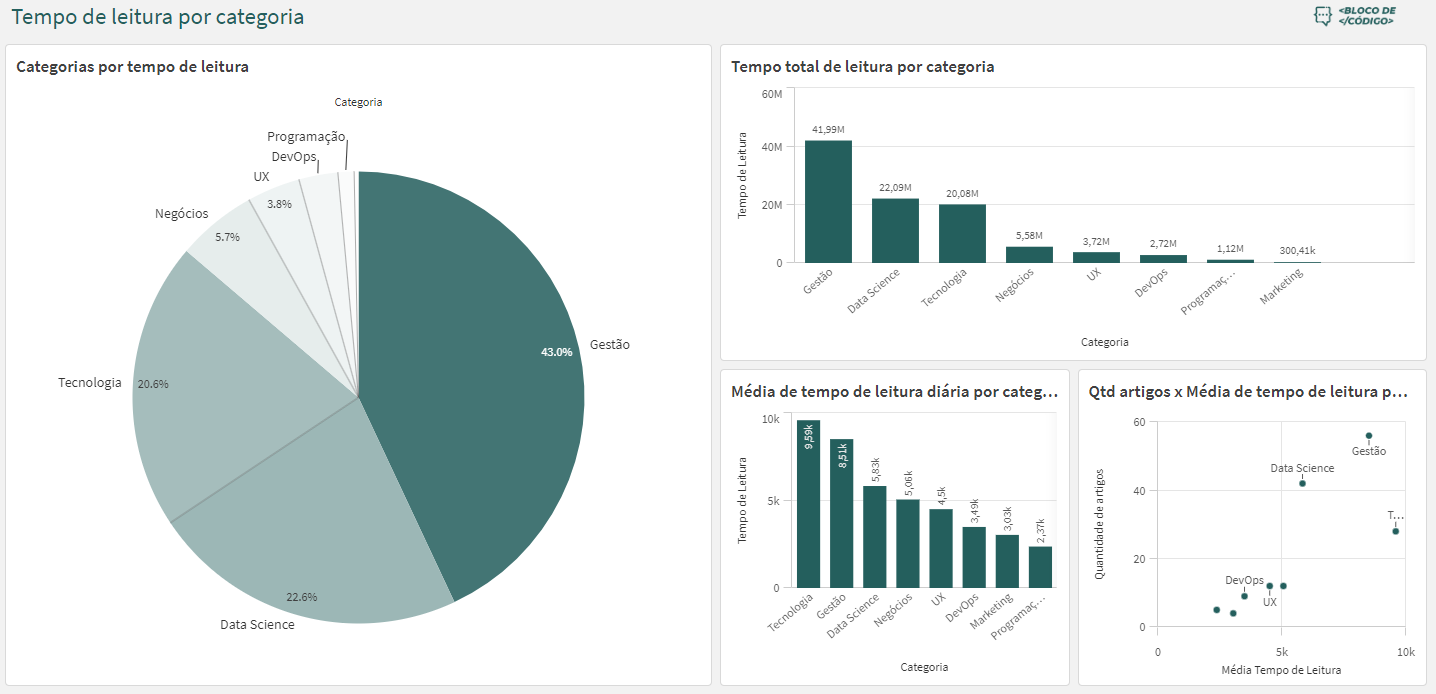 Tempo de leitura por categoria
<BLOCO DE
</CÓDIGO>
Categorias por tempo de leitura
Categoria
Programação
DevOps
UX
3.8%
Negócios
5.7%
Gestão
43.0%
Tecnologia
20.6%
22.6%
Data Science
Tempo total de leitura por categoria
60M
40M
20M
0
Tempo de Leitura
41,99M
22,09M
20,08M
5,58M
3,72M
2,72M
1,12M
300,41k
Gestão
Data Science
Tecnologia
Negócios
UX
DevOps
Programaç...
Marketing
Categoria
Média de tempo de leitura diária por categ...
10k
5k
0
Tempo de Leitura
9,59k
8,51k
5,83k
5,06k
4,5k
3,49k
3,03k
2,37k
Tecnologia
Gestão
Data Science
Negócios
UX
DevOps
Marketing
Programaç...
Categoria
Qtd artigos x Média de tempo de leitura p...
60
40
20
0
Quantidade de artigos
Gestão
Data Science
T...
DevOps
UX
0
5k
10k
Média Tempo de Leitura